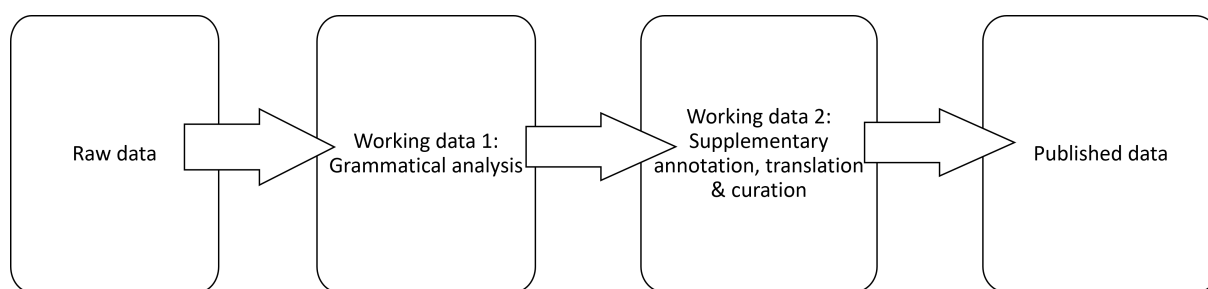 Raw data
Working data 1:
Grammatical analysis
Working data 2:
Supplementary
annotation, translation
& curation
Published data